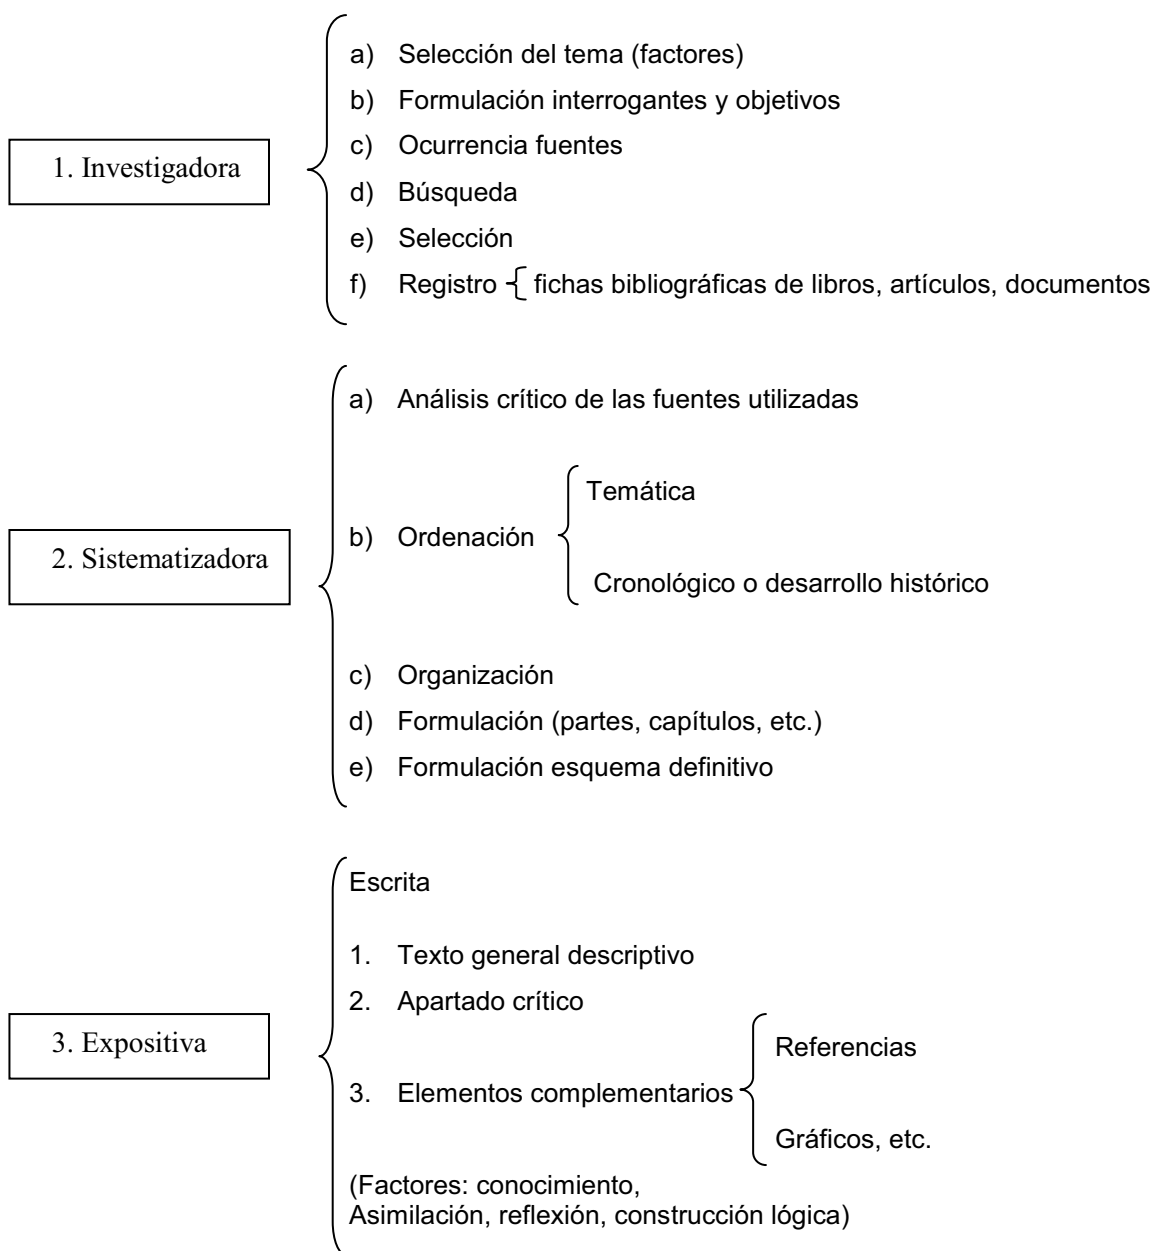 1. Investigadora
a) Selección del tema (factores)
b) Formulación interrogantes y objetivos
c) Ocurrencia fuentes
d) Búsqueda
e) Selección
f) Registro { fichas bibliográficas de libros, artículos, documentos
2. Sistematizadora
a) Análisis crítico de las fuentes utilizadas
b) Ordenación
Temática
Cronológico o desarrollo histórico
c) Organización
d) Formulación (partes, capítulos, etc.)
e) Formulación esquema definitivo
3. Expositiva
Escrita
1. Texto general descriptivo
2. Apartado crítico
3. Elementos complementarios
Referencias
Gráficos, etc.
(Factores: conocimiento,
Asimilación, reflexión, construcción lógica)